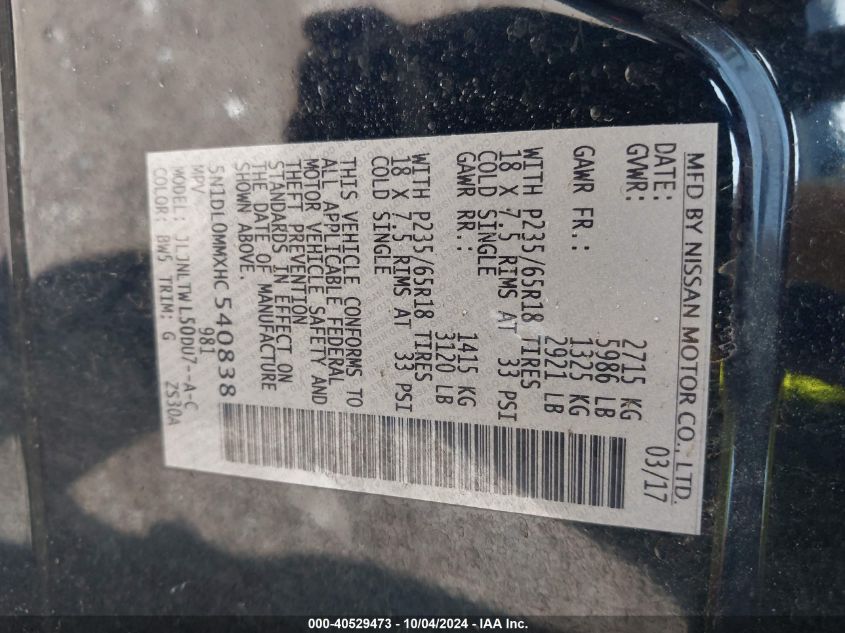 MFD BY NISSAN MOTOR CO., LTD.
DATE: 03/17
GVWR: 2715 KG
5986 LB
GAWR FR.: 1325 KG
2921 LB
WITH P235/65R18 TIRES
18 X 7.5 RIMS AT 33 PSI
COLD SINGLE
GAWR RR.: 1415 KG
3120 LB
WITH P235/65R18 TIRES
18 X 7.5 RIMS AT 33 PSI
COLD SINGLE
THIS VEHICLE CONFORMS TO
ALL APPLICABLE FEDERAL
MOTOR VEHICLE SAFETY AND
THEFT PREVENTION
STANDARDS IN EFFECT ON
THE DATE OF MANUFACTURE
SHOWN ABOVE.
5N1DL0MMXHC540838
MPV 981
MODEL: JLJNLTWL50DU7--A-C
COLOR: BW5 TRIM: G ZS30A
000-40529473 - 10/04/2024 - IAA Inc.